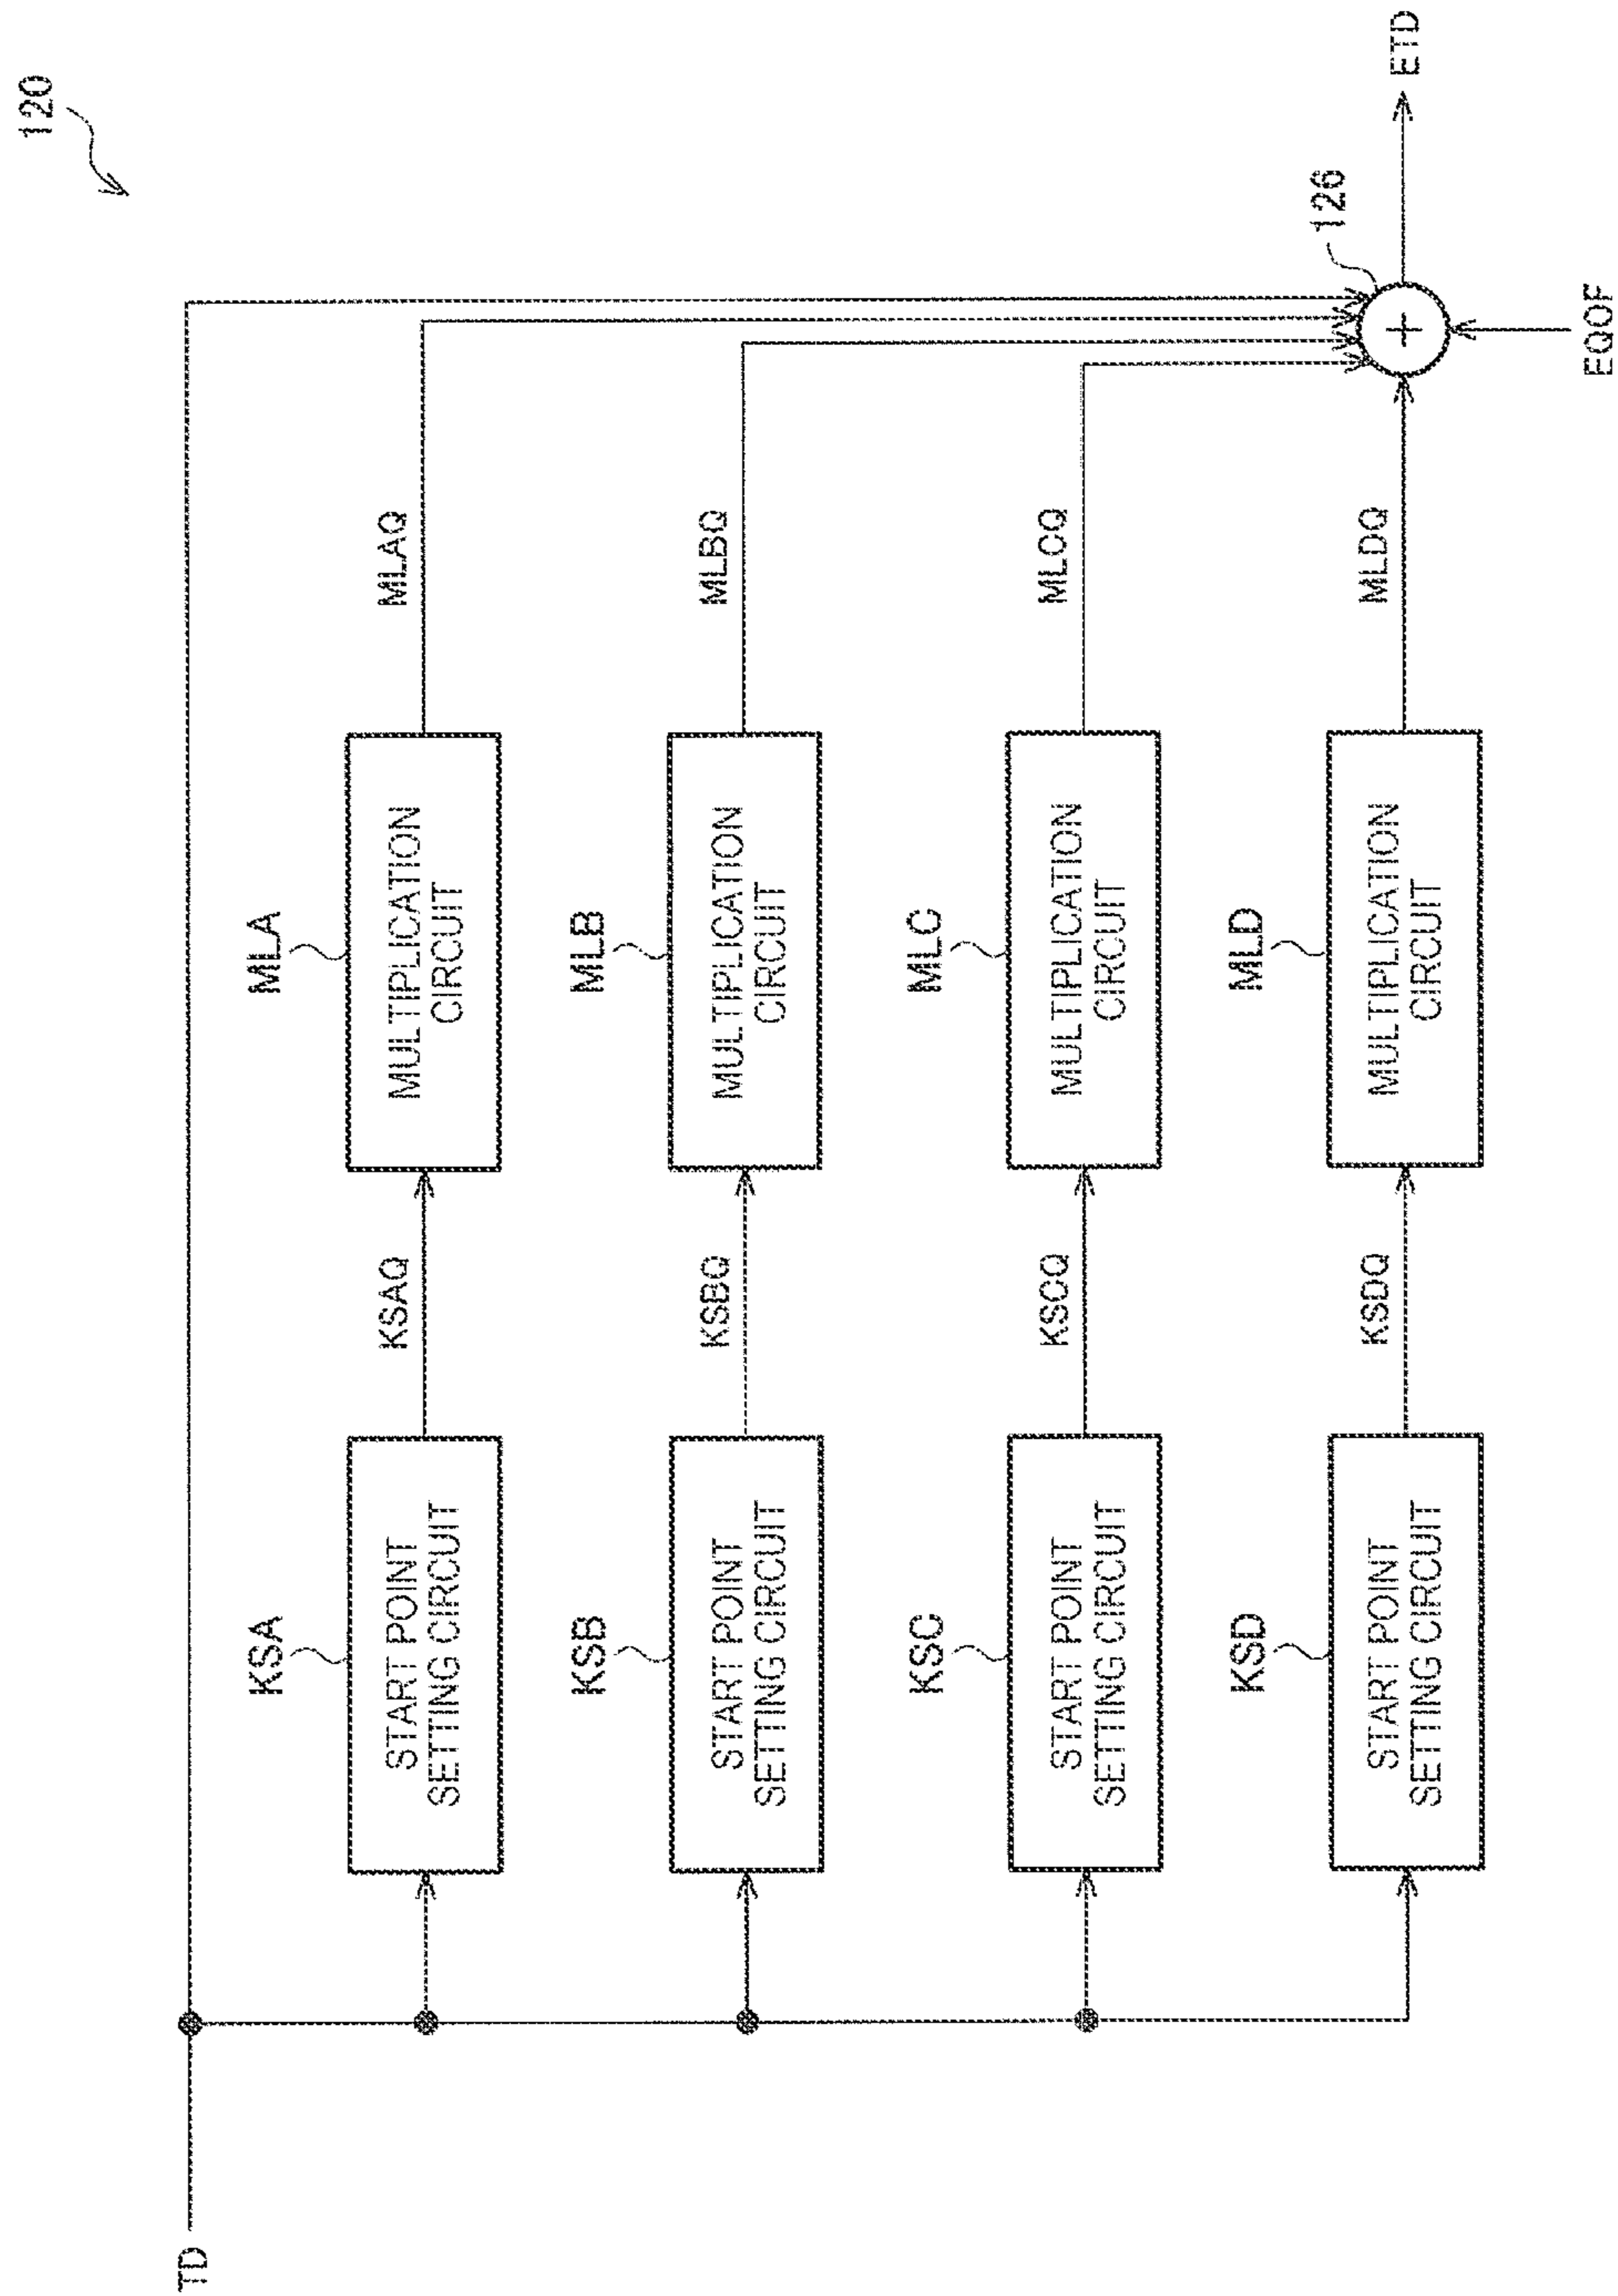 120
TD
KSA
START POINT
SETTING CIRCUIT
KSAQ
MLA
MULTIPLICATION
CIRCUIT
MLAQ
KSB
START POINT
SETTING CIRCUIT
KSBQ
MLB
MULTIPLICATION
CIRCUIT
MLBQ
KSC
START POINT
SETTING CIRCUIT
KSCQ
MLC
MULTIPLICATION
CIRCUIT
MLCQ
KSD
START POINT
SETTING CIRCUIT
KSDQ
MLD
MULTIPLICATION
CIRCUIT
MLDQ
126
+
ETD
EQOF